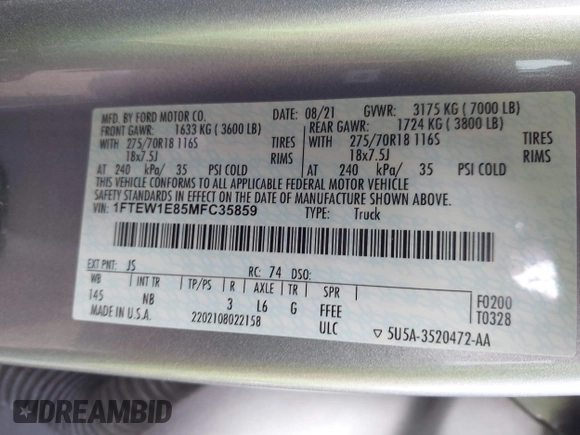 MFD. BY FORD MOTOR CO.
DATE: 08/21 GVWR: 3175 KG ( 7000 LB)
FRONT GAWR: 1633 KG ( 3600 LB) REAR GAWR: 1724 KG ( 3800 LB)
WITH 275/70R18 116S TIRES WITH 275/70R18 116S TIRES
18x7.5J RIMS 18x7.5J RIMS
AT 240 kPa/ 35 PSI COLD AT 240 kPa/ 35 PSI COLD
THIS VEHICLE CONFORMS TO ALL APPLICABLE FEDERAL MOTOR VEHICLE
SAFETY STANDARDS IN EFFECT ON THE DATE OF MANUFACTURE SHOWN ABOVE
VIN: 1FTEW1E85MFC35859 TYPE: Truck
EXT PNT: JS RC: 74 DSO:
WB INT TR TP/PS R AXLE TR SPR
145 NB 3 L6 G FFEE F0200
ULC T0328
MADE IN U.S.A. 2202108022158 5U5A-3520472-AA
DREAMBID